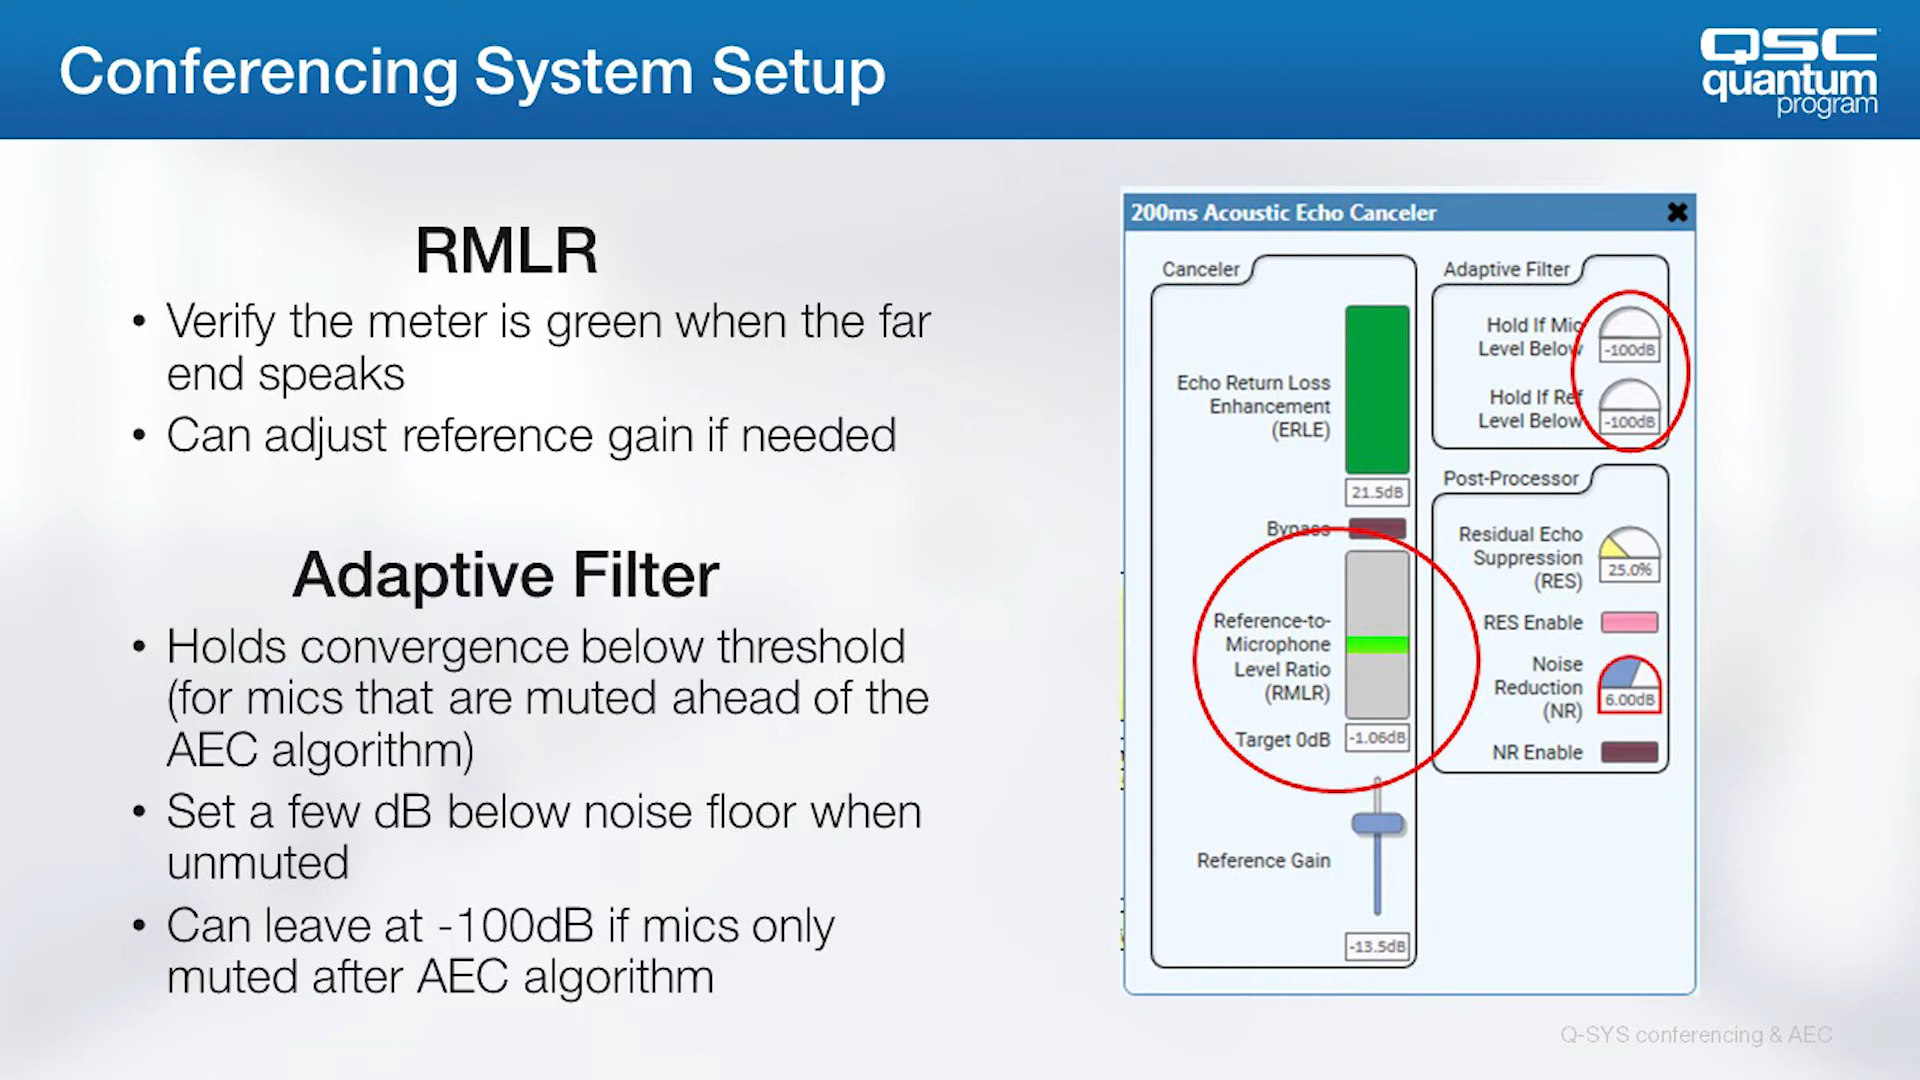 Conferencing System Setup
QSC
quantum
program
RMLR
• Verify the meter is green when the far
end speaks
• Can adjust reference gain if needed
Adaptive Filter
• Holds convergence below threshold
(for mics that are muted ahead of the
AEC algorithm)
• Set a few dB below noise floor when
unmuted
• Can leave at -100dB if mics only
muted after AEC algorithm
200ms Acoustic Echo Canceler
Canceler
Echo Return Loss
Enhancement
(ERLE)
21.5dB
Bypass
Reference-to-
Microphone
Level Ratio
(RMLR)
Target 0dB
-1.06dB
Reference Gain
-13.5dB
Adaptive Filter
Hold If Mic
Level Below
-100dB
Hold If Ref
Level Below
-100dB
Post-Processor
Residual Echo
Suppression
(RES)
25.0%
RES Enable
Noise
Reduction
(NR)
6.00dB
NR Enable
Q-SYS conferencing & AEC